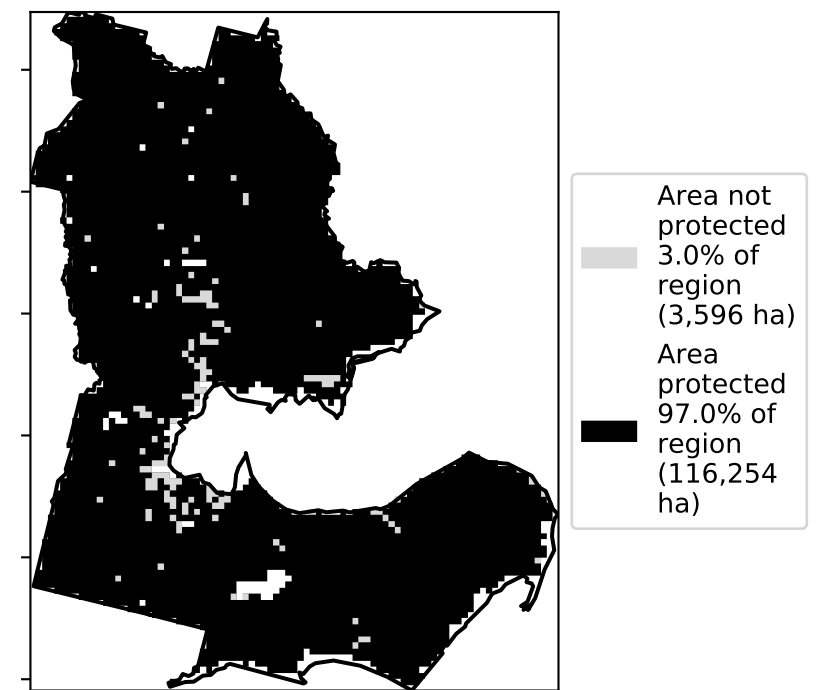 Area not
protected
3.0% of
region
(3,596 ha)
Area
protected
97.0% of
region
(116,254
ha)